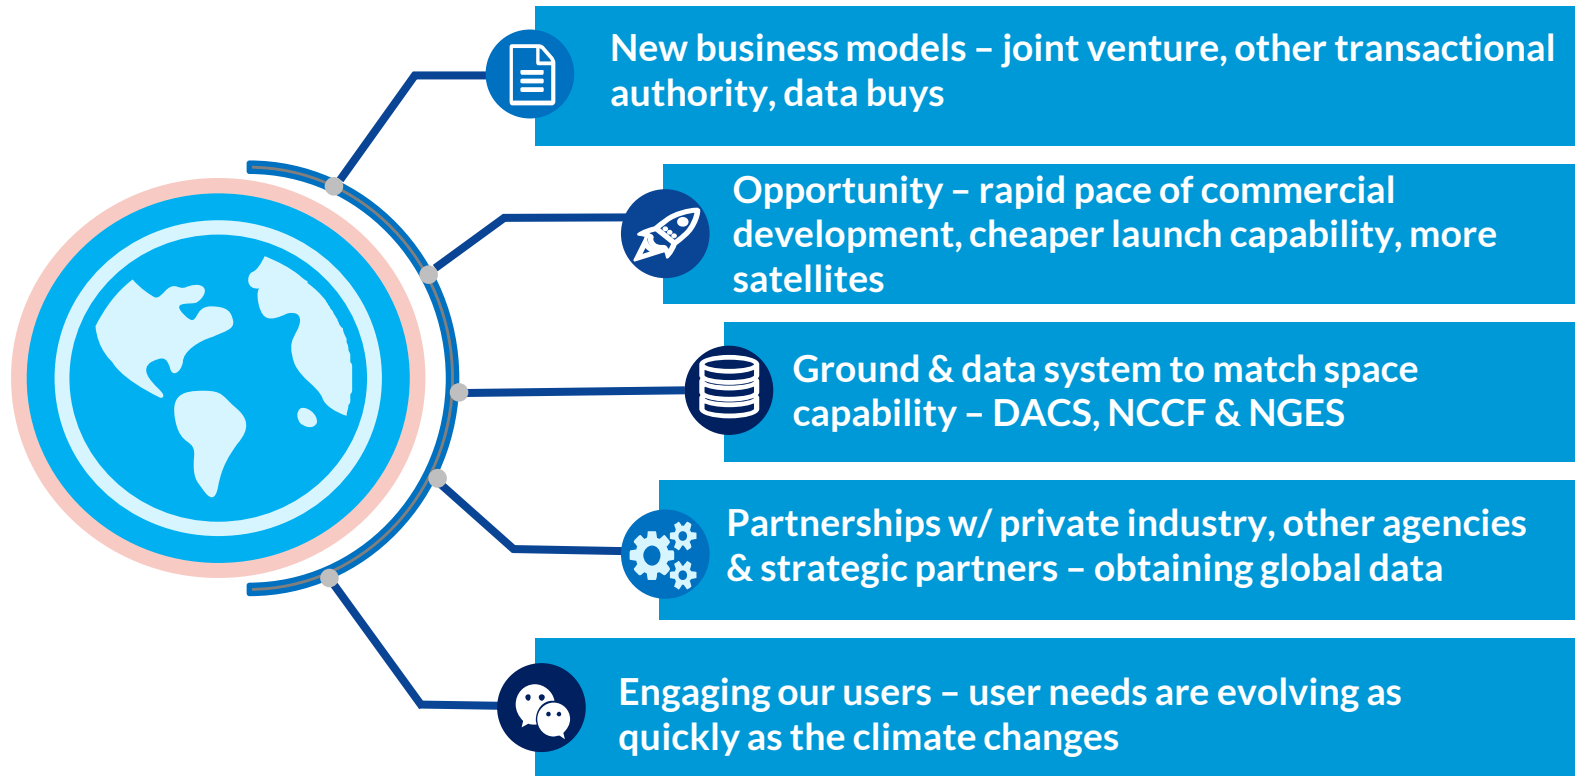 New business models – joint venture, other transactional
authority, data buys
Opportunity – rapid pace of commercial
development, cheaper launch capability, more
satellites
Ground & data system to match space
capability – DACS, NCCF & NGES
Partnerships w/ private industry, other agencies
& strategic partners – obtaining global data
Engaging our users – user needs are evolving as
quickly as the climate changes